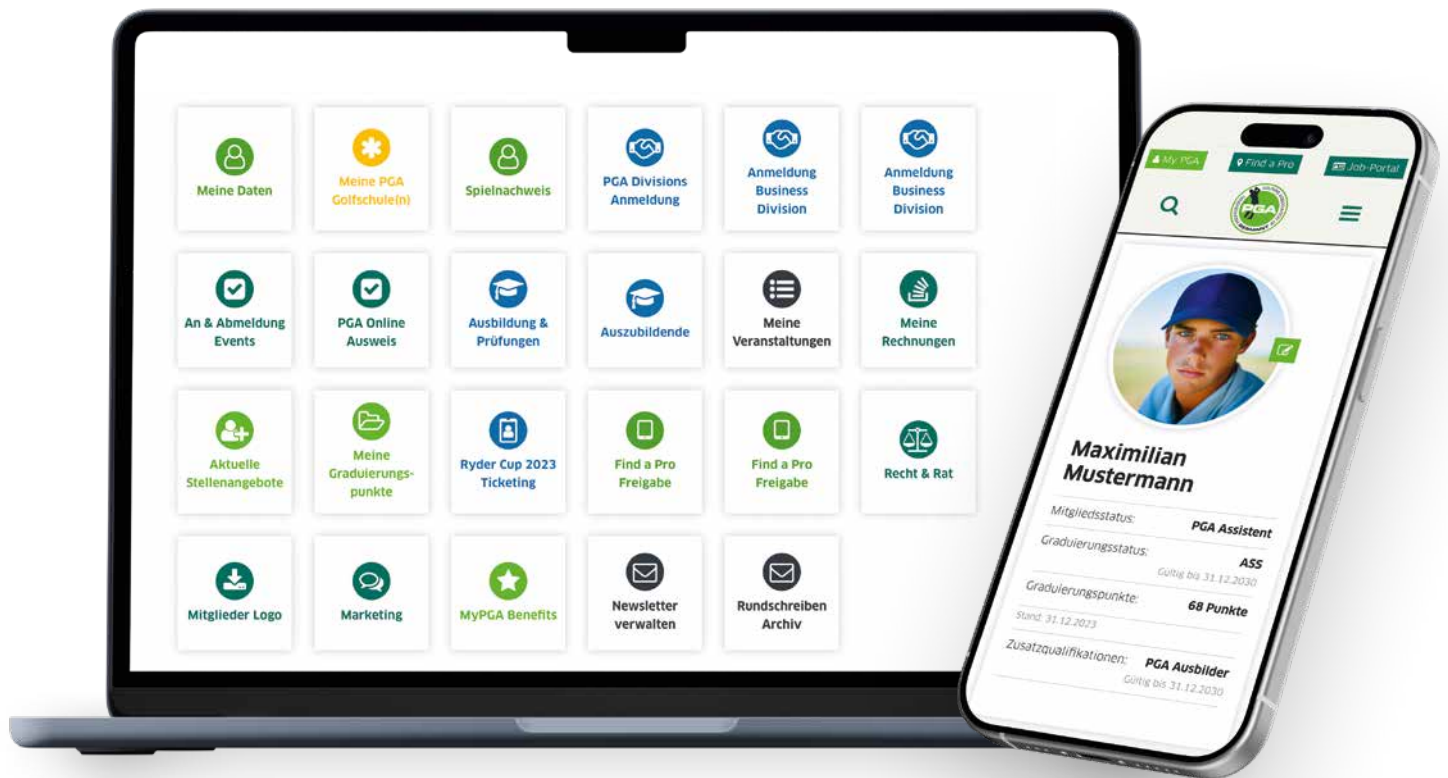 Meine Daten
Meine PGA
Golfschule(n)
Spielnachweis
PGA Divisions
Anmeldung
Anmeldung
Business
Division
Anmeldung
Business
Division
An & Abmeldung
Events
PGA Online
Ausweis
Ausbildung &
Prüfungen
Auszubildende
Meine
Veranstaltungen
Meine
Rechnungen
Aktuelle
Stellenangebote
Meine
Graduierungs-
punkte
Ryder Cup 2023
Ticketing
Find a Pro
Freigabe
Find a Pro
Freigabe
Recht & Rat
Mitglieder Logo
Marketing
MyPGA Benefits
Newsletter
verwalten
Rundschreiben
Archiv
My PGA
Find a Pro
Job-Portal
PGA
Maximilian
Mustermann
Mitgliedsstatus: PGA Assistent
Graduierungsstatus: ASS
Gültig bis 31.12.2030
Graduierungspunkte: 68 Punkte
Stand: 31.12.2023
Zusatzqualifikationen: PGA Ausbilder
Gültig bis 31.12.2030